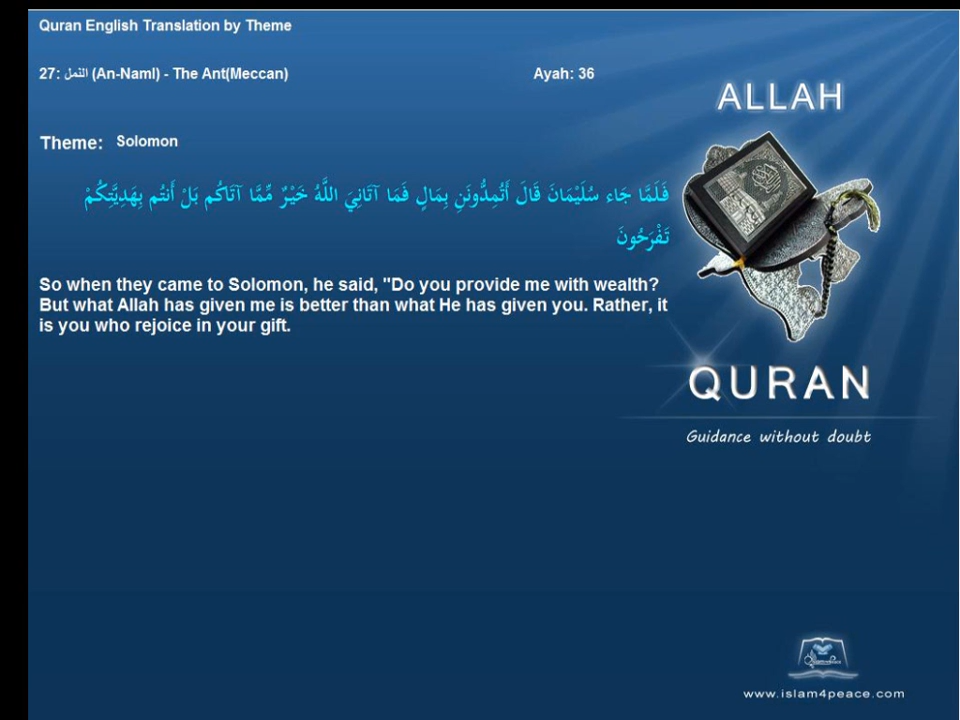 Quran English Translation by Theme
27: النمل (An-Naml) - The Ant(Meccan) Ayah: 36
ALLAH
Theme: Solomon
فَلَمَّا جَاء سُلَيْمَانَ قَالَ أَتُمِدُّونَنِ بِمَالٍ فَمَا آتَانِيَ اللَّهُ خَيْرٌ مِّمَّا آتَاكُم بَلْ أَنتُم بِهَدِيَّتِكُمْ
تَفْرَحُونَ
So when they came to Solomon, he said, "Do you provide me with wealth?
But what Allah has given me is better than what He has given you. Rather, it
is you who rejoice in your gift.
QURAN
Guidance without doubt
www.islam4peace.com